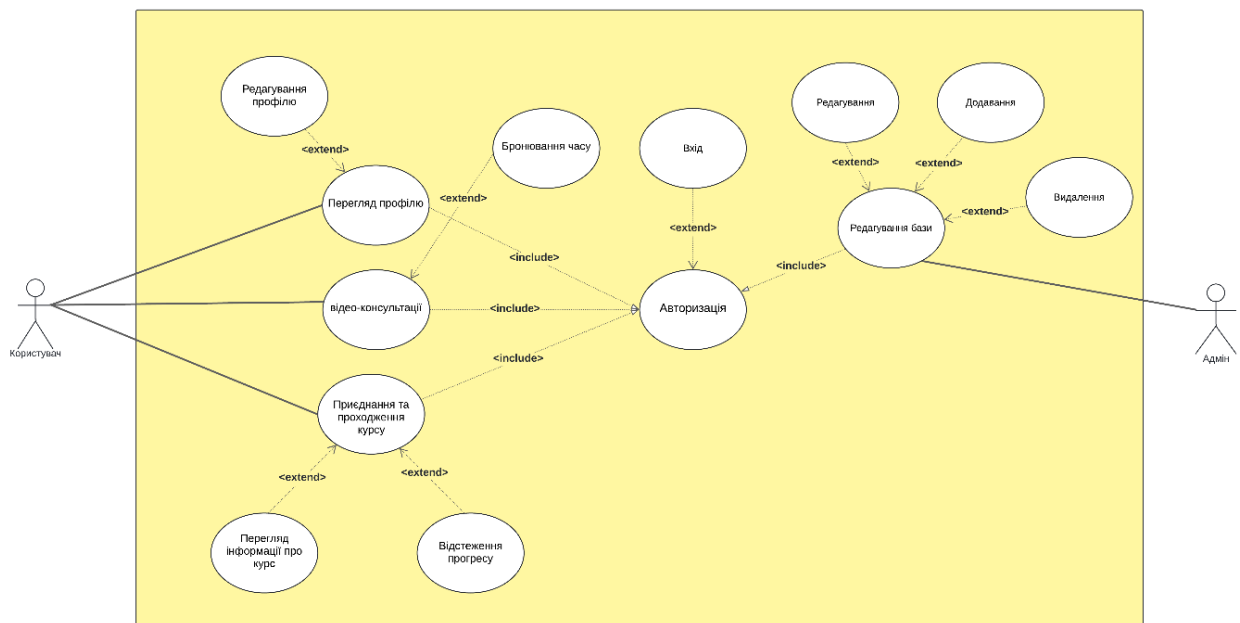 Редагування
профілю
Редагування
Додавання
Бронювання часу
Вхід
<extend>
<extend>
<extend>
Перегляд профілю
<extend>
Видалення
<extend>
<extend>
Редагування бази
<include>
<include>
відео-консультації
<include>
Авторизація
Користувач
Адмін
<include>
Приєднання та
проходження
курсу
<extend>
<extend>
Перегляд
інформації про
курс
Відстеження
прогресу